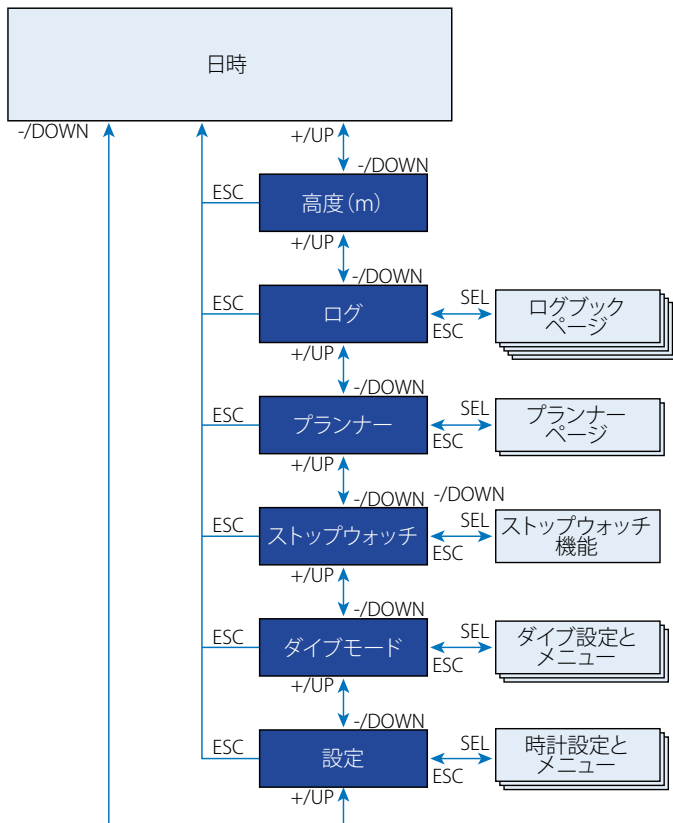 日時
-/DOWN
+/UP
-/DOWN
ESC
高度（m）
+/UP
-/DOWN
ESC
ログ
SEL
ESC
ログブック
ページ
+/UP
-/DOWN
ESC
プランナー
SEL
ESC
プランナー
ページ
+/UP
-/DOWN
-/DOWN
ESC
ストップウォッチ
SEL
ESC
ストップウォッチ
機能
+/UP
-/DOWN
ESC
ダイブモード
SEL
ESC
ダイブ設定と
メニュー
+/UP
-/DOWN
ESC
設定
SEL
ESC
時計設定と
メニュー
+/UP